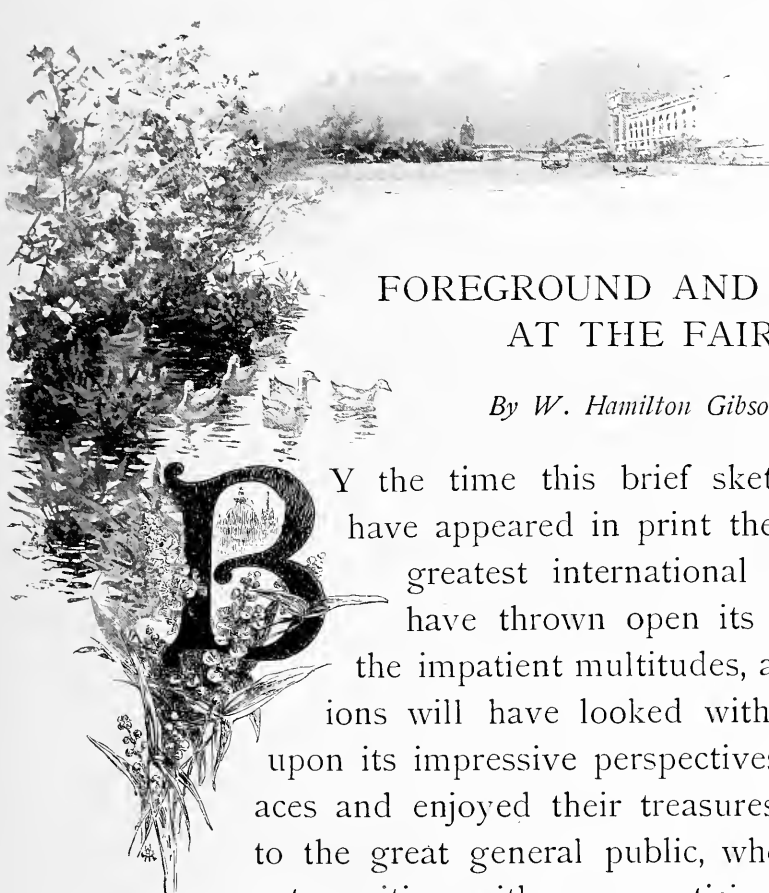 FOREGROUND AND
AT THE FAIR
By W. Hamilton Gibso
BY the time this brief sket
have appeared in print the
greatest international
have thrown open its
the impatient multitudes, a
ions will have looked with
upon its impressive perspectives
aces and enjoyed their treasures
to the great general public, who